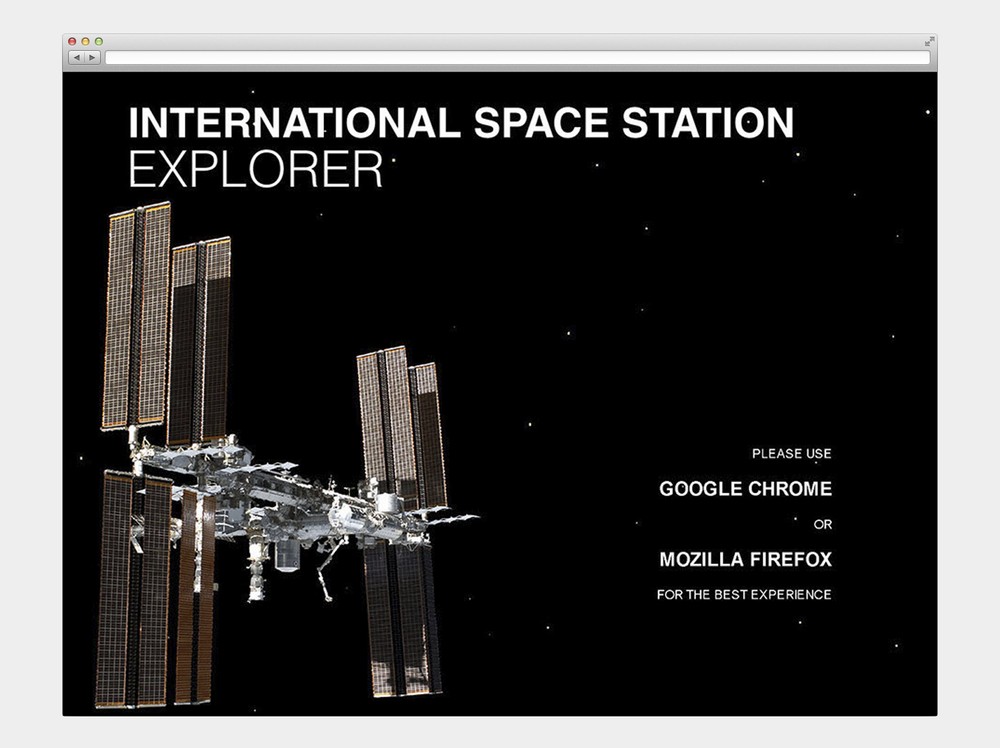 INTERNATIONAL SPACE STATION
EXPLORER
PLEASE USE
GOOGLE CHROME
OR
MOZILLA FIREFOX
FOR THE BEST EXPERIENCE